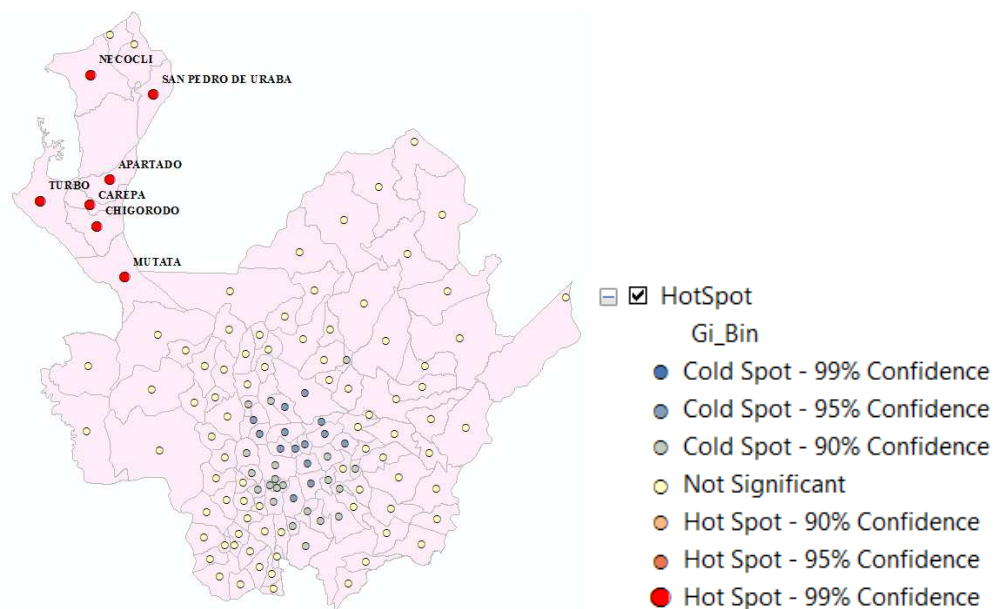 NECOCLI
SAN PEDRO DE URABA
APARTADO
TURBO
CAREPA
CHIGORODO
MUTATA
HotSpot
Gi_Bin
Cold Spot - 99% Confidence
Cold Spot - 95% Confidence
Cold Spot - 90% Confidence
Not Significant
Hot Spot - 90% Confidence
Hot Spot - 95% Confidence
Hot Spot - 99% Confidence